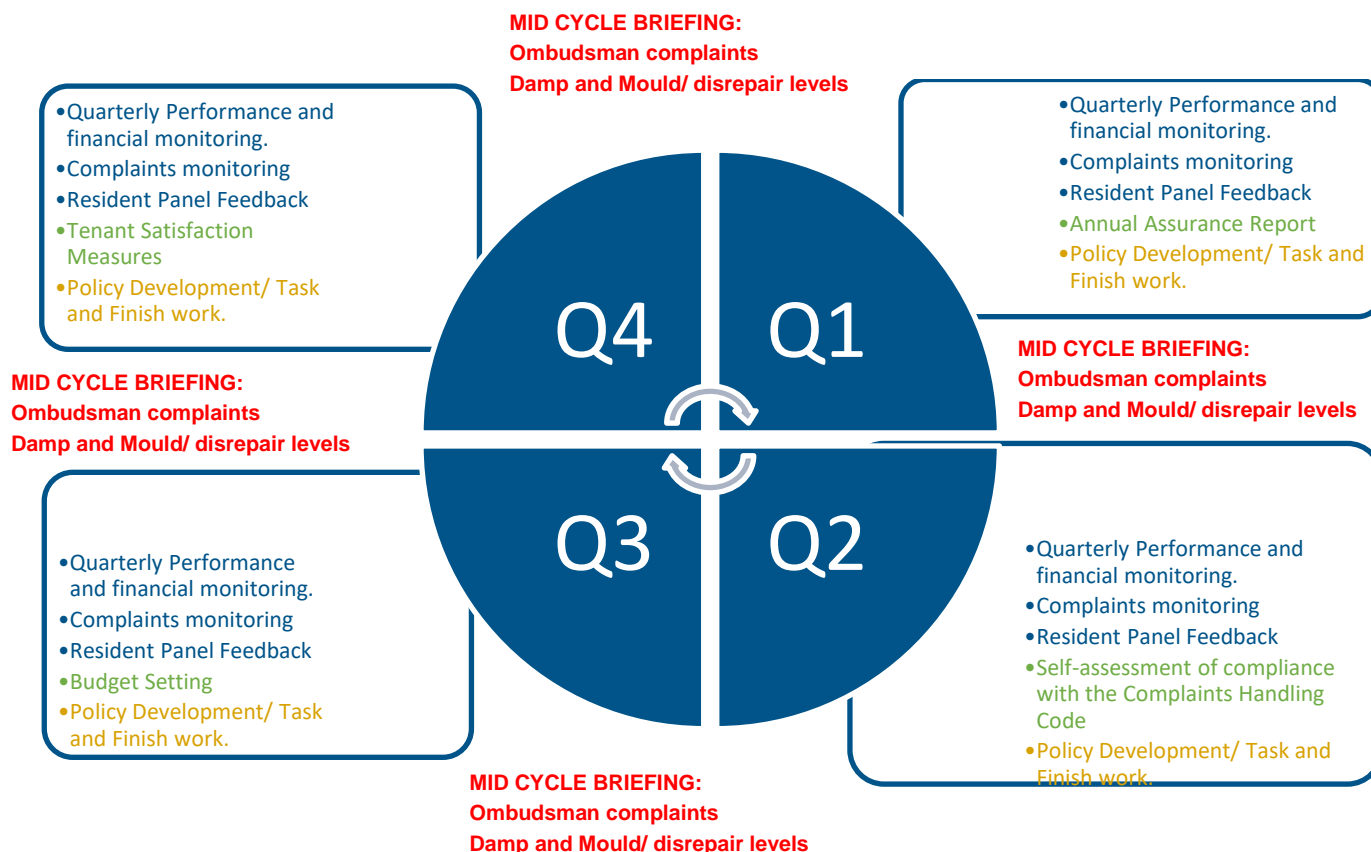 MID CYCLE BRIEFING:
Ombudsman complaints
Damp and Mould/ disrepair levels
•Quarterly Performance and
financial monitoring.
•Complaints monitoring
•Resident Panel Feedback
•Tenant Satisfaction
Measures
•Policy Development/ Task
and Finish work.
•Quarterly Performance and
financial monitoring.
•Complaints monitoring
•Resident Panel Feedback
•Annual Assurance Report
•Policy Development/ Task and
Finish work.
Q4
Q1
MID CYCLE BRIEFING:
Ombudsman complaints
Damp and Mould/ disrepair levels
MID CYCLE BRIEFING:
Ombudsman complaints
Damp and Mould/ disrepair levels
Q3
Q2
•Quarterly Performance
and financial monitoring.
•Complaints monitoring
•Resident Panel Feedback
•Budget Setting
•Policy Development/ Task
and Finish work.
•Quarterly Performance and
financial monitoring.
•Complaints monitoring
•Resident Panel Feedback
•Self-assessment of compliance
with the Complaints Handling
Code
•Policy Development/ Task and
Finish work.
MID CYCLE BRIEFING:
Ombudsman complaints
Damp and Mould/ disrepair levels